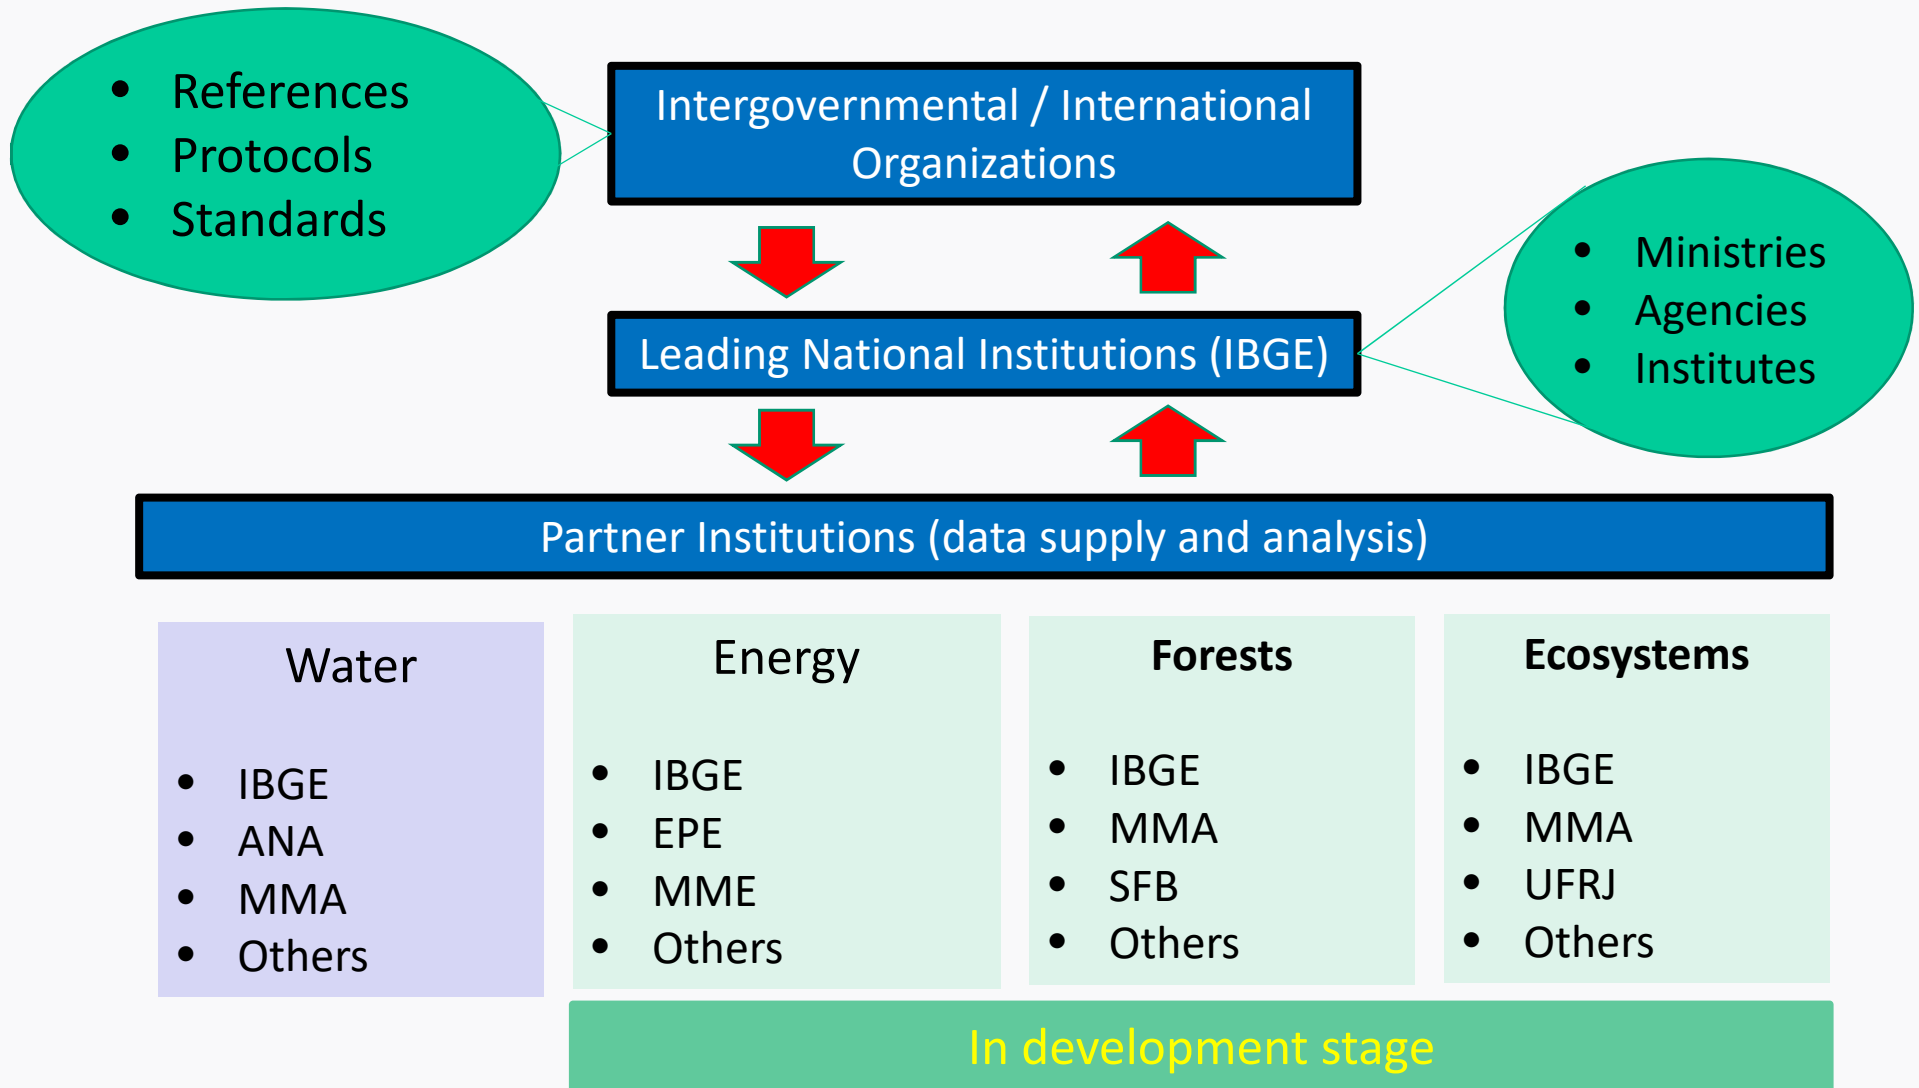 • References
• Protocols
• Standards
Intergovernmental / International
Organizations
• Ministries
• Agencies
• Institutes
Leading National Institutions (IBGE)
Partner Institutions (data supply and analysis)
Water
• IBGE
• ANA
• MMA
• Others
Energy
• IBGE
• EPE
• MME
• Others
Forests
• IBGE
• MMA
• SFB
• Others
Ecosystems
• IBGE
• MMA
• UFRJ
• Others
In development stage